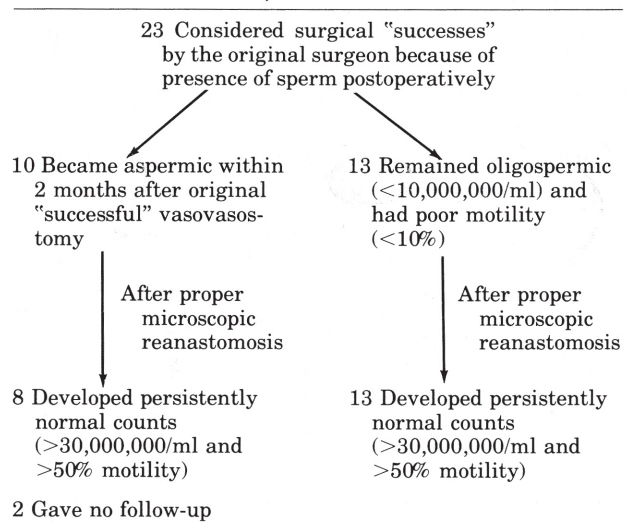 23 Considered surgical "successes"
by the original surgeon because of
presence of sperm postoperatively
10 Became aspermic within
2 months after original
"successful" vasovasos-
tomy
13 Remained oligospermic
(<10,000,000/ml) and
had poor motility
(<10%)
After proper
microscopic
reanastomosis
After proper
microscopic
reanastomosis
8 Developed persistently
normal counts
(>30,000,000/ml and
>50% motility)
2 Gave no follow-up
13 Developed persistently
normal counts
(>30,000,000/ml and
>50% motility)